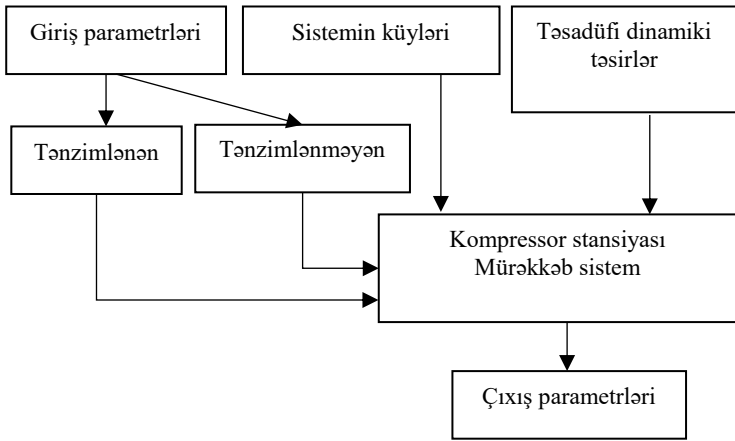 Giriş parametrləri
Sistemin küyləri
Təsadüfi dinamiki
təsirlər
Tənzimlənən
Tənzimlənməyən
Kompressor stansiyası
Mürəkkəb sistem
Çıxış parametrləri